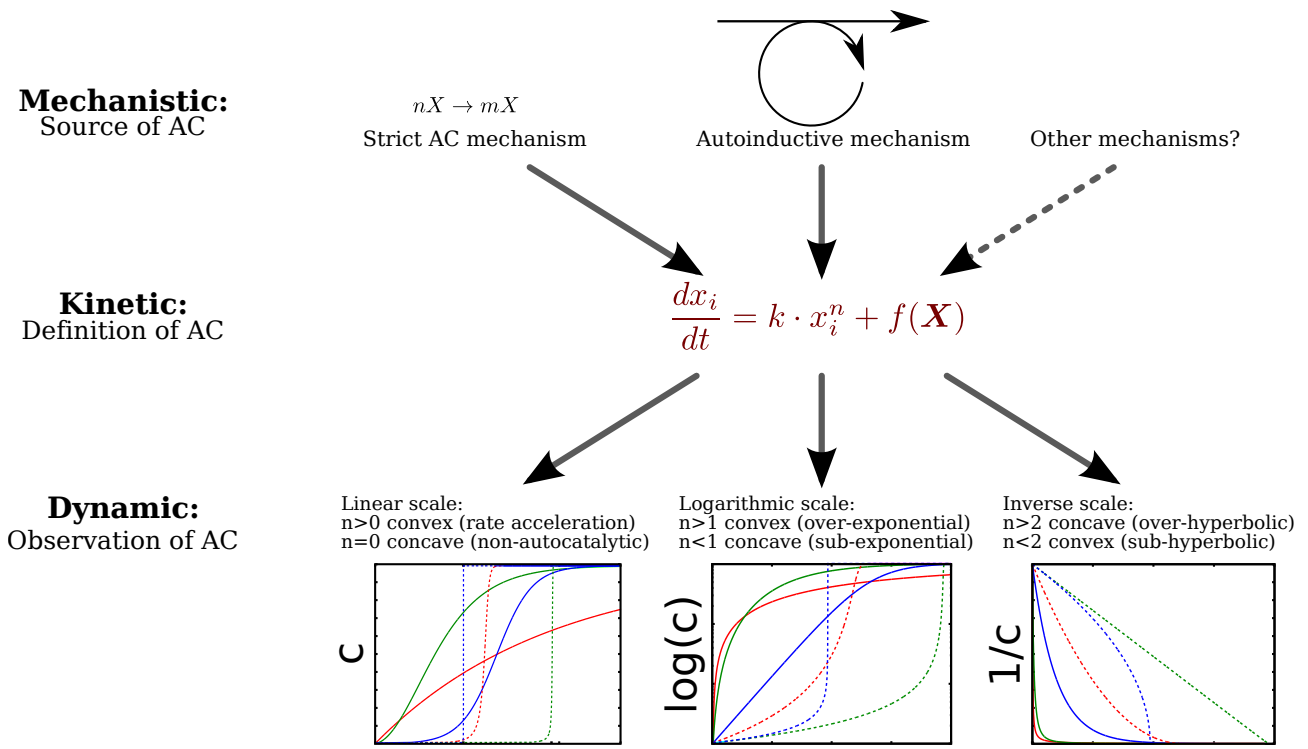 Mechanistic:
Source of AC
nX → mX
Strict AC mechanism
Autoinductive mechanism
Other mechanisms?
Kinetic:
Definition of AC
dx_i/dt = k · x_i^n + f(X)
Dynamic:
Observation of AC
Linear scale:
n>0 convex (rate acceleration)
n=0 concave (non-autocatalytic)
c
Logarithmic scale:
n>1 convex (over-exponential)
n<1 concave (sub-exponential)
log(c)
Inverse scale:
n>2 concave (over-hyperbolic)
n<2 convex (sub-hyperbolic)
1/c